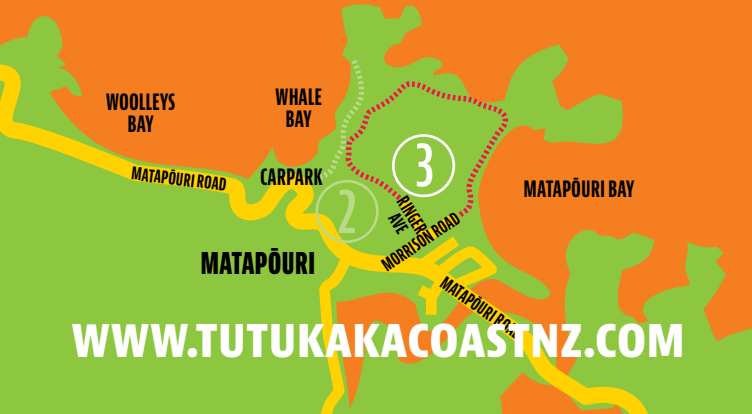 WOOLLEYS
BAY
WHALE
BAY
MATAPŌURI ROAD
CARPARK
3
2
RINGER
AVE
MORRISON ROAD
MATAPŌURI BAY
MATAPŌURI
MATAPŌURI ROAD
WWW.TUTUKAKACOASTNZ.COM